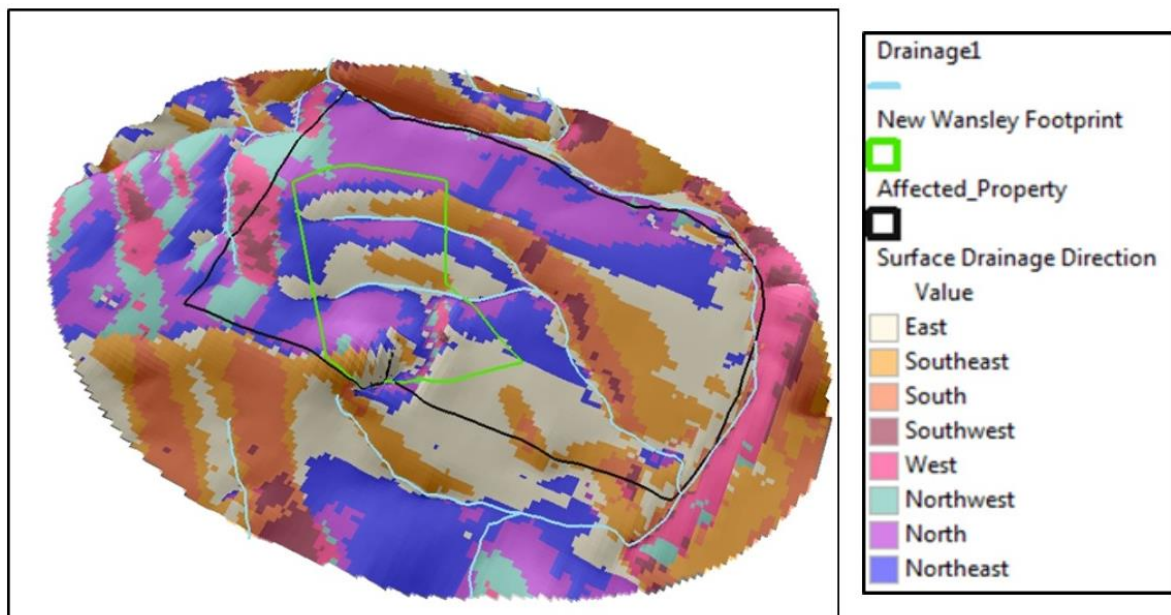 Drainage1
New Wansley Footprint
Affected_Property
Surface Drainage Direction
Value
East
Southeast
South
Southwest
West
Northwest
North
Northeast